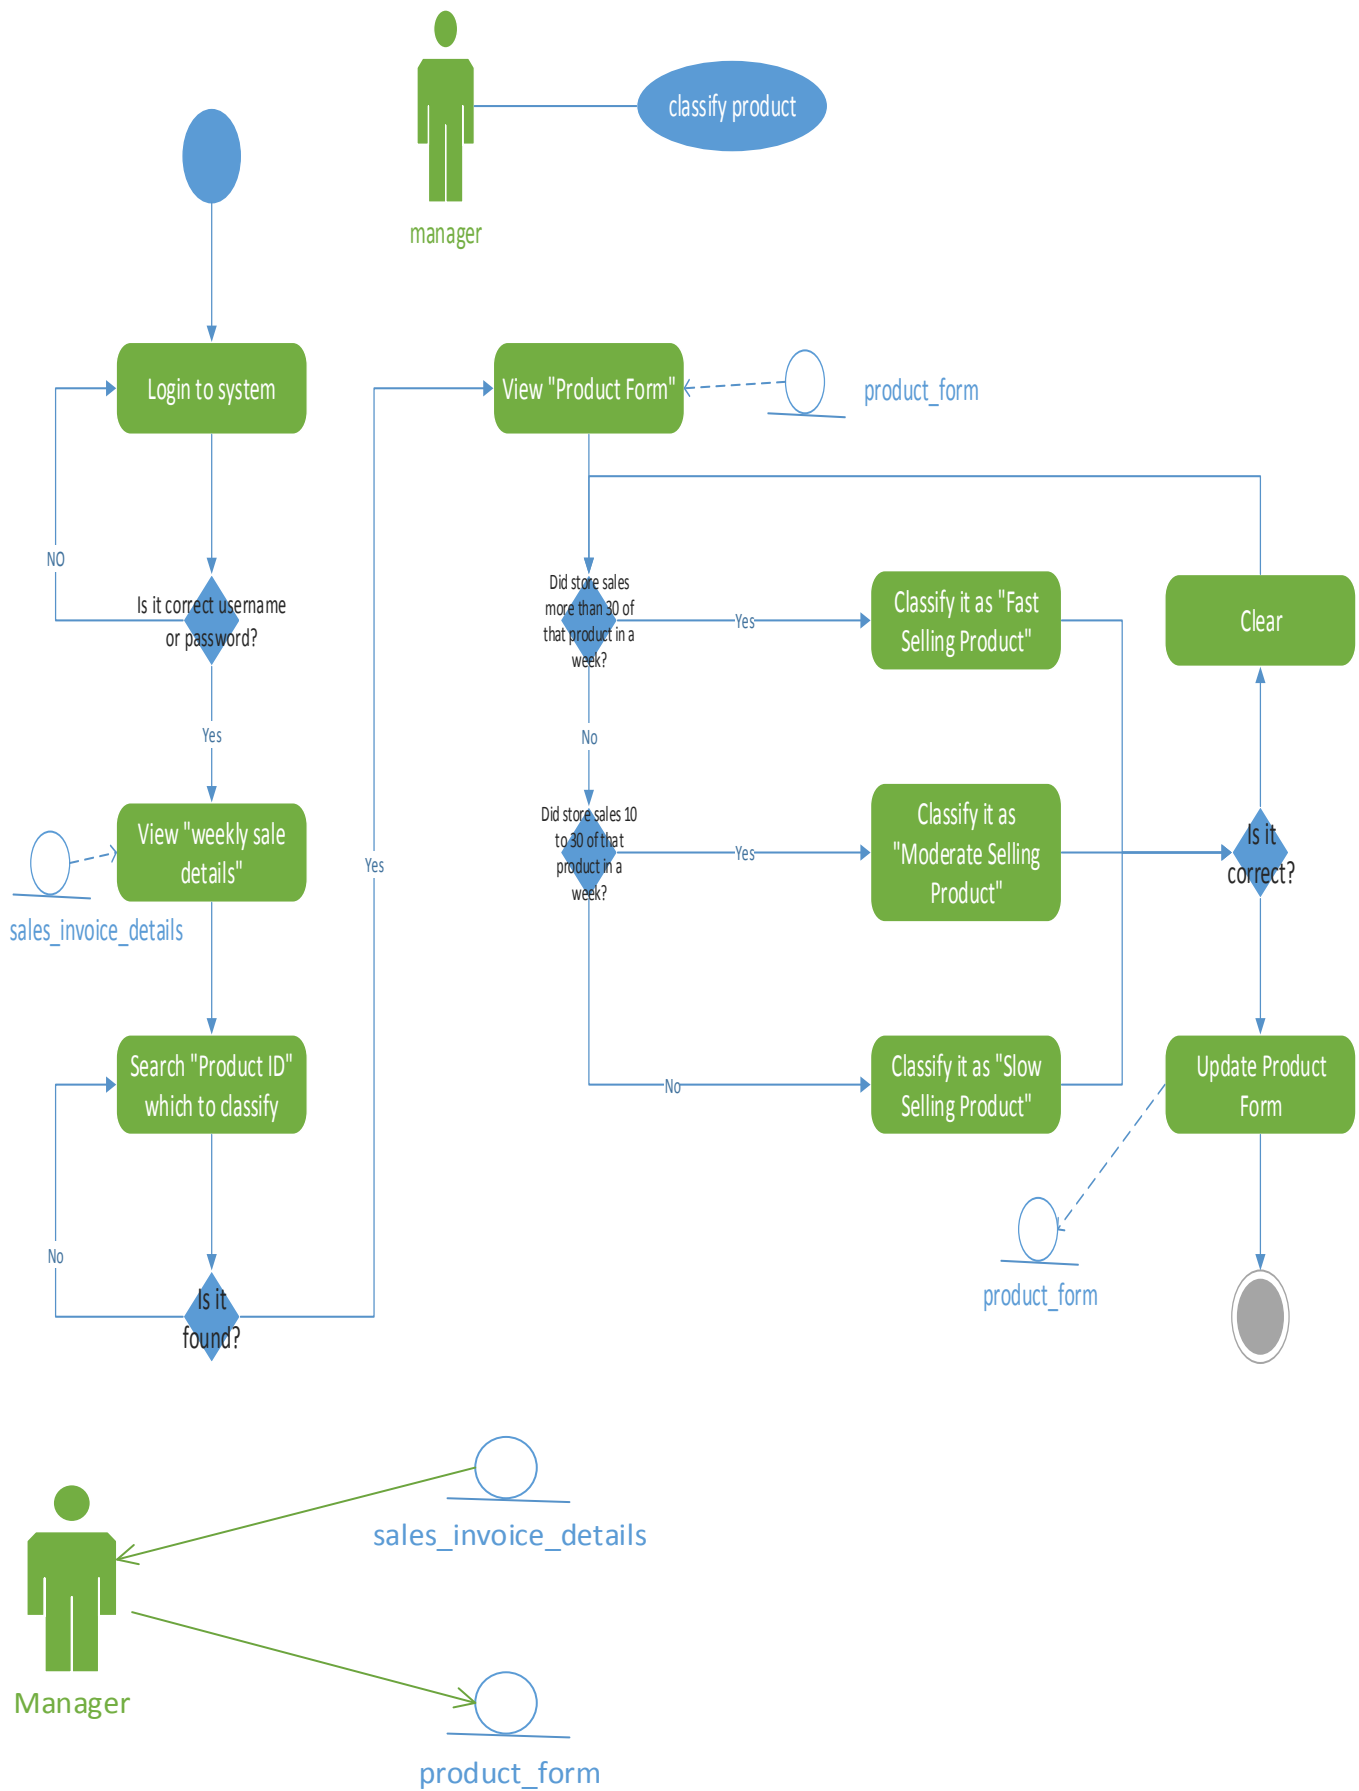 classify product
manager
Login to system
NO
Is it correct username
or password?
Yes
View "weekly sale
details"
sales_invoice_details
Search "Product ID"
which to classify
No
Is it
found?
Yes
View "Product Form"
product_form
Did store sales
more than 30 of
that product in a
week?
Yes
Classify it as "Fast
Selling Product"
No
Did store sales 10
to 30 of that
product in a
week?
Yes
Classify it as
"Moderate Selling
Product"
No
Classify it as "Slow
Selling Product"
Clear
Is it
correct?
Update Product
Form
product_form
sales_invoice_details
Manager
product_form